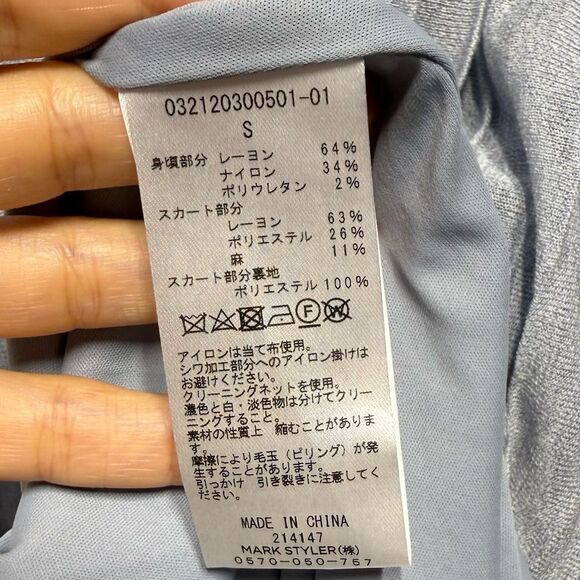 032120300501-01
S
身頃部分 レーヨン 64%
ナイロン 34%
ポリウレタン 2%
スカート部分
レーヨン 63%
ポリエステル 26%
麻 11%
スカート部分裏地
ポリエステル 100%
アイロンは当て布使用。
シワ加工部分へのアイロン掛けは
お避けください。
クリーニングネットを使用。
濃色と白・淡色物は分けてクリー
ニングすること。
素材の性質上 縮むことがありま
す。
摩擦により毛玉（ピリング）が発
生することがあります。
引っかけ 引き裂きに注意してく
ださい。
MADE IN CHINA
214147
MARK STYLER(株)
0570-050-757